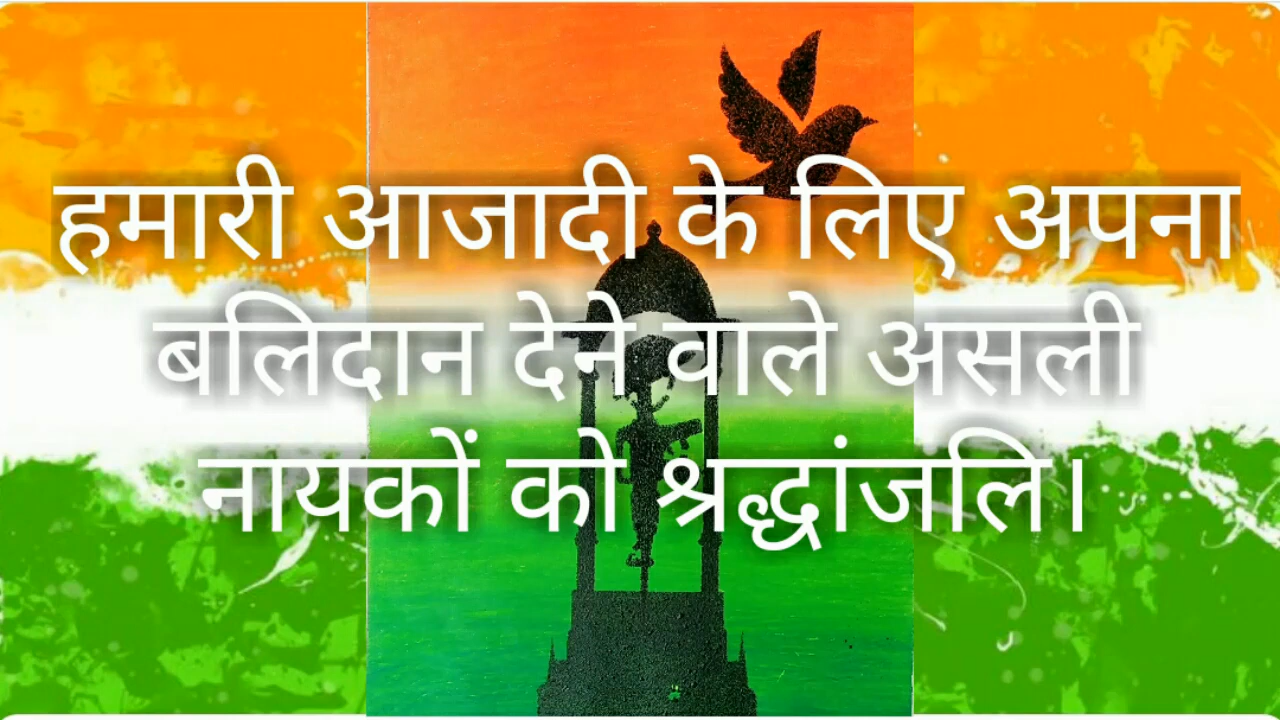 हमारी आजादी के लिए अपना
बलिदान देने वाले असली
नायकों को श्रद्धांजलि।